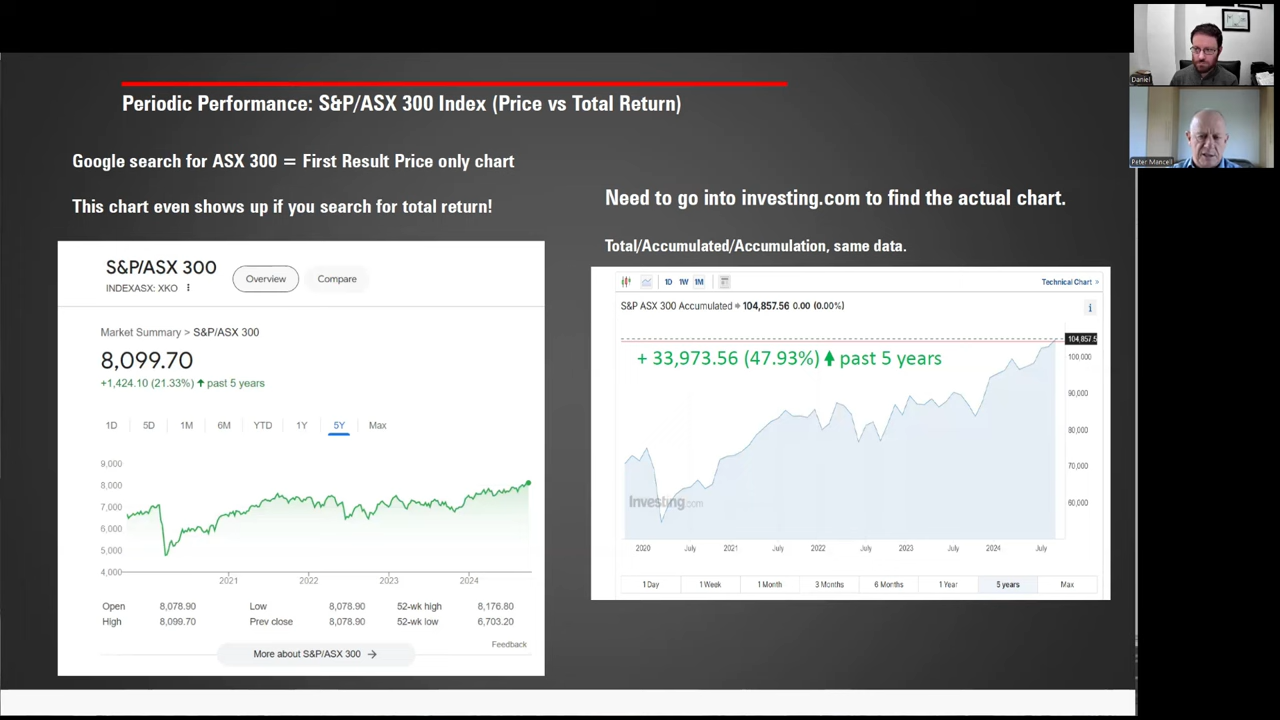 Periodic Performance: S&P/ASX 300 Index (Price vs Total Return)
Google search for ASX 300 = First Result Price only chart
This chart even shows up if you search for total return!
S&P/ASX 300
Overview
Compare
INDEXASX: XKO
Market Summary > S&P/ASX 300
8,099.70
+1,424.10 (21.33%) ↑ past 5 years
1D 5D 1M 6M YTD 1Y 5Y Max
9,000
8,000
7,000
6,000
5,000
4,000
2021 2022 2023 2024
Open 8,078.90 Low 8,078.90 52-wk high 8,176.80
High 8,099.70 Prev close 8,078.90 52-wk low 6,703.20
Feedback
More about S&P/ASX 300 →
Need to go into investing.com to find the actual chart.
Total/Accumulated/Accumulation, same data.
1D 1W 1M
Technical Chart »
S&P ASX 300 Accumulated 104,857.56 0.00 (0.00%)
i
+ 33,973.56 (47.93%) ↑ past 5 years
104,857.5
100,000
90,000
80,000
70,000
60,000
Investing.com
2020 July 2021 July 2022 July 2023 July 2024 July
1 Day 1 Week 1 Month 3 Months 6 Months 1 Year 5 years Max
Daniel
Peter Mancell